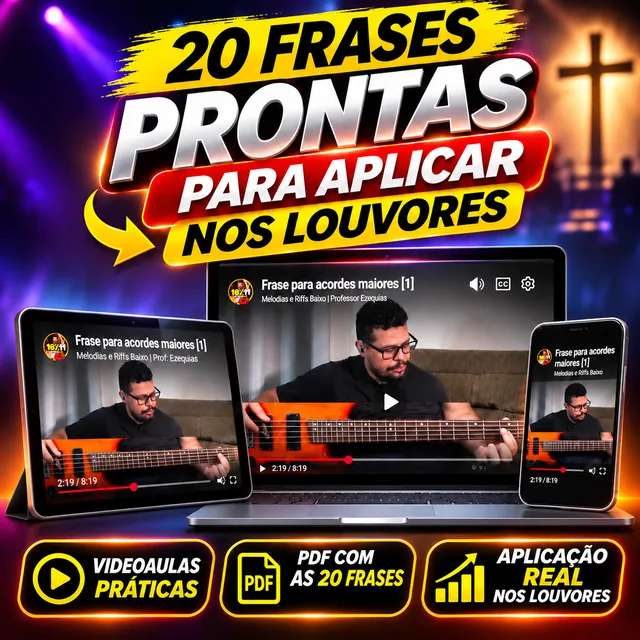 20 FRASES
PRONTAS
PARA APLICAR
NOS LOUVORES
Frase para acordes maiores [1]
Melodias e Riffs Baixo | Professor Ezequias
CC
2:19 / 8:19
Frase para acordes maiores [1]
Melodias e Riffs Baixo | Prof: Ezequias
2:19 / 8:19
Frase para acordes
maiores [1]
Melodias e Riffs Baixo
2:19 / 8:19
VIDEOAULAS
PRÁTICAS
PDF
PDF COM
AS 20 FRASES
APLICAÇÃO
REAL
NOS LOUVORES